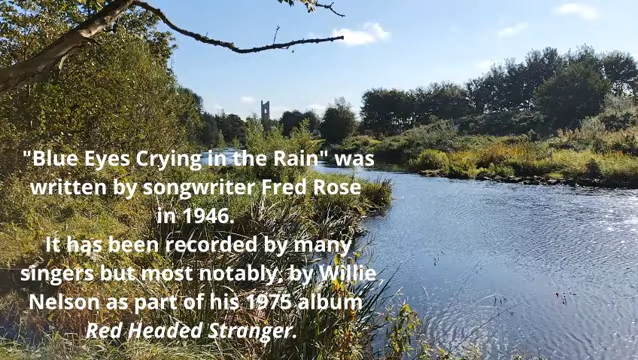 "Blue Eyes Crying in the Rain" was
written by songwriter Fred Rose
in 1946.
It has been recorded by many
singers but most notably, by Willie
Nelson as part of his 1975 album
Red Headed Stranger.